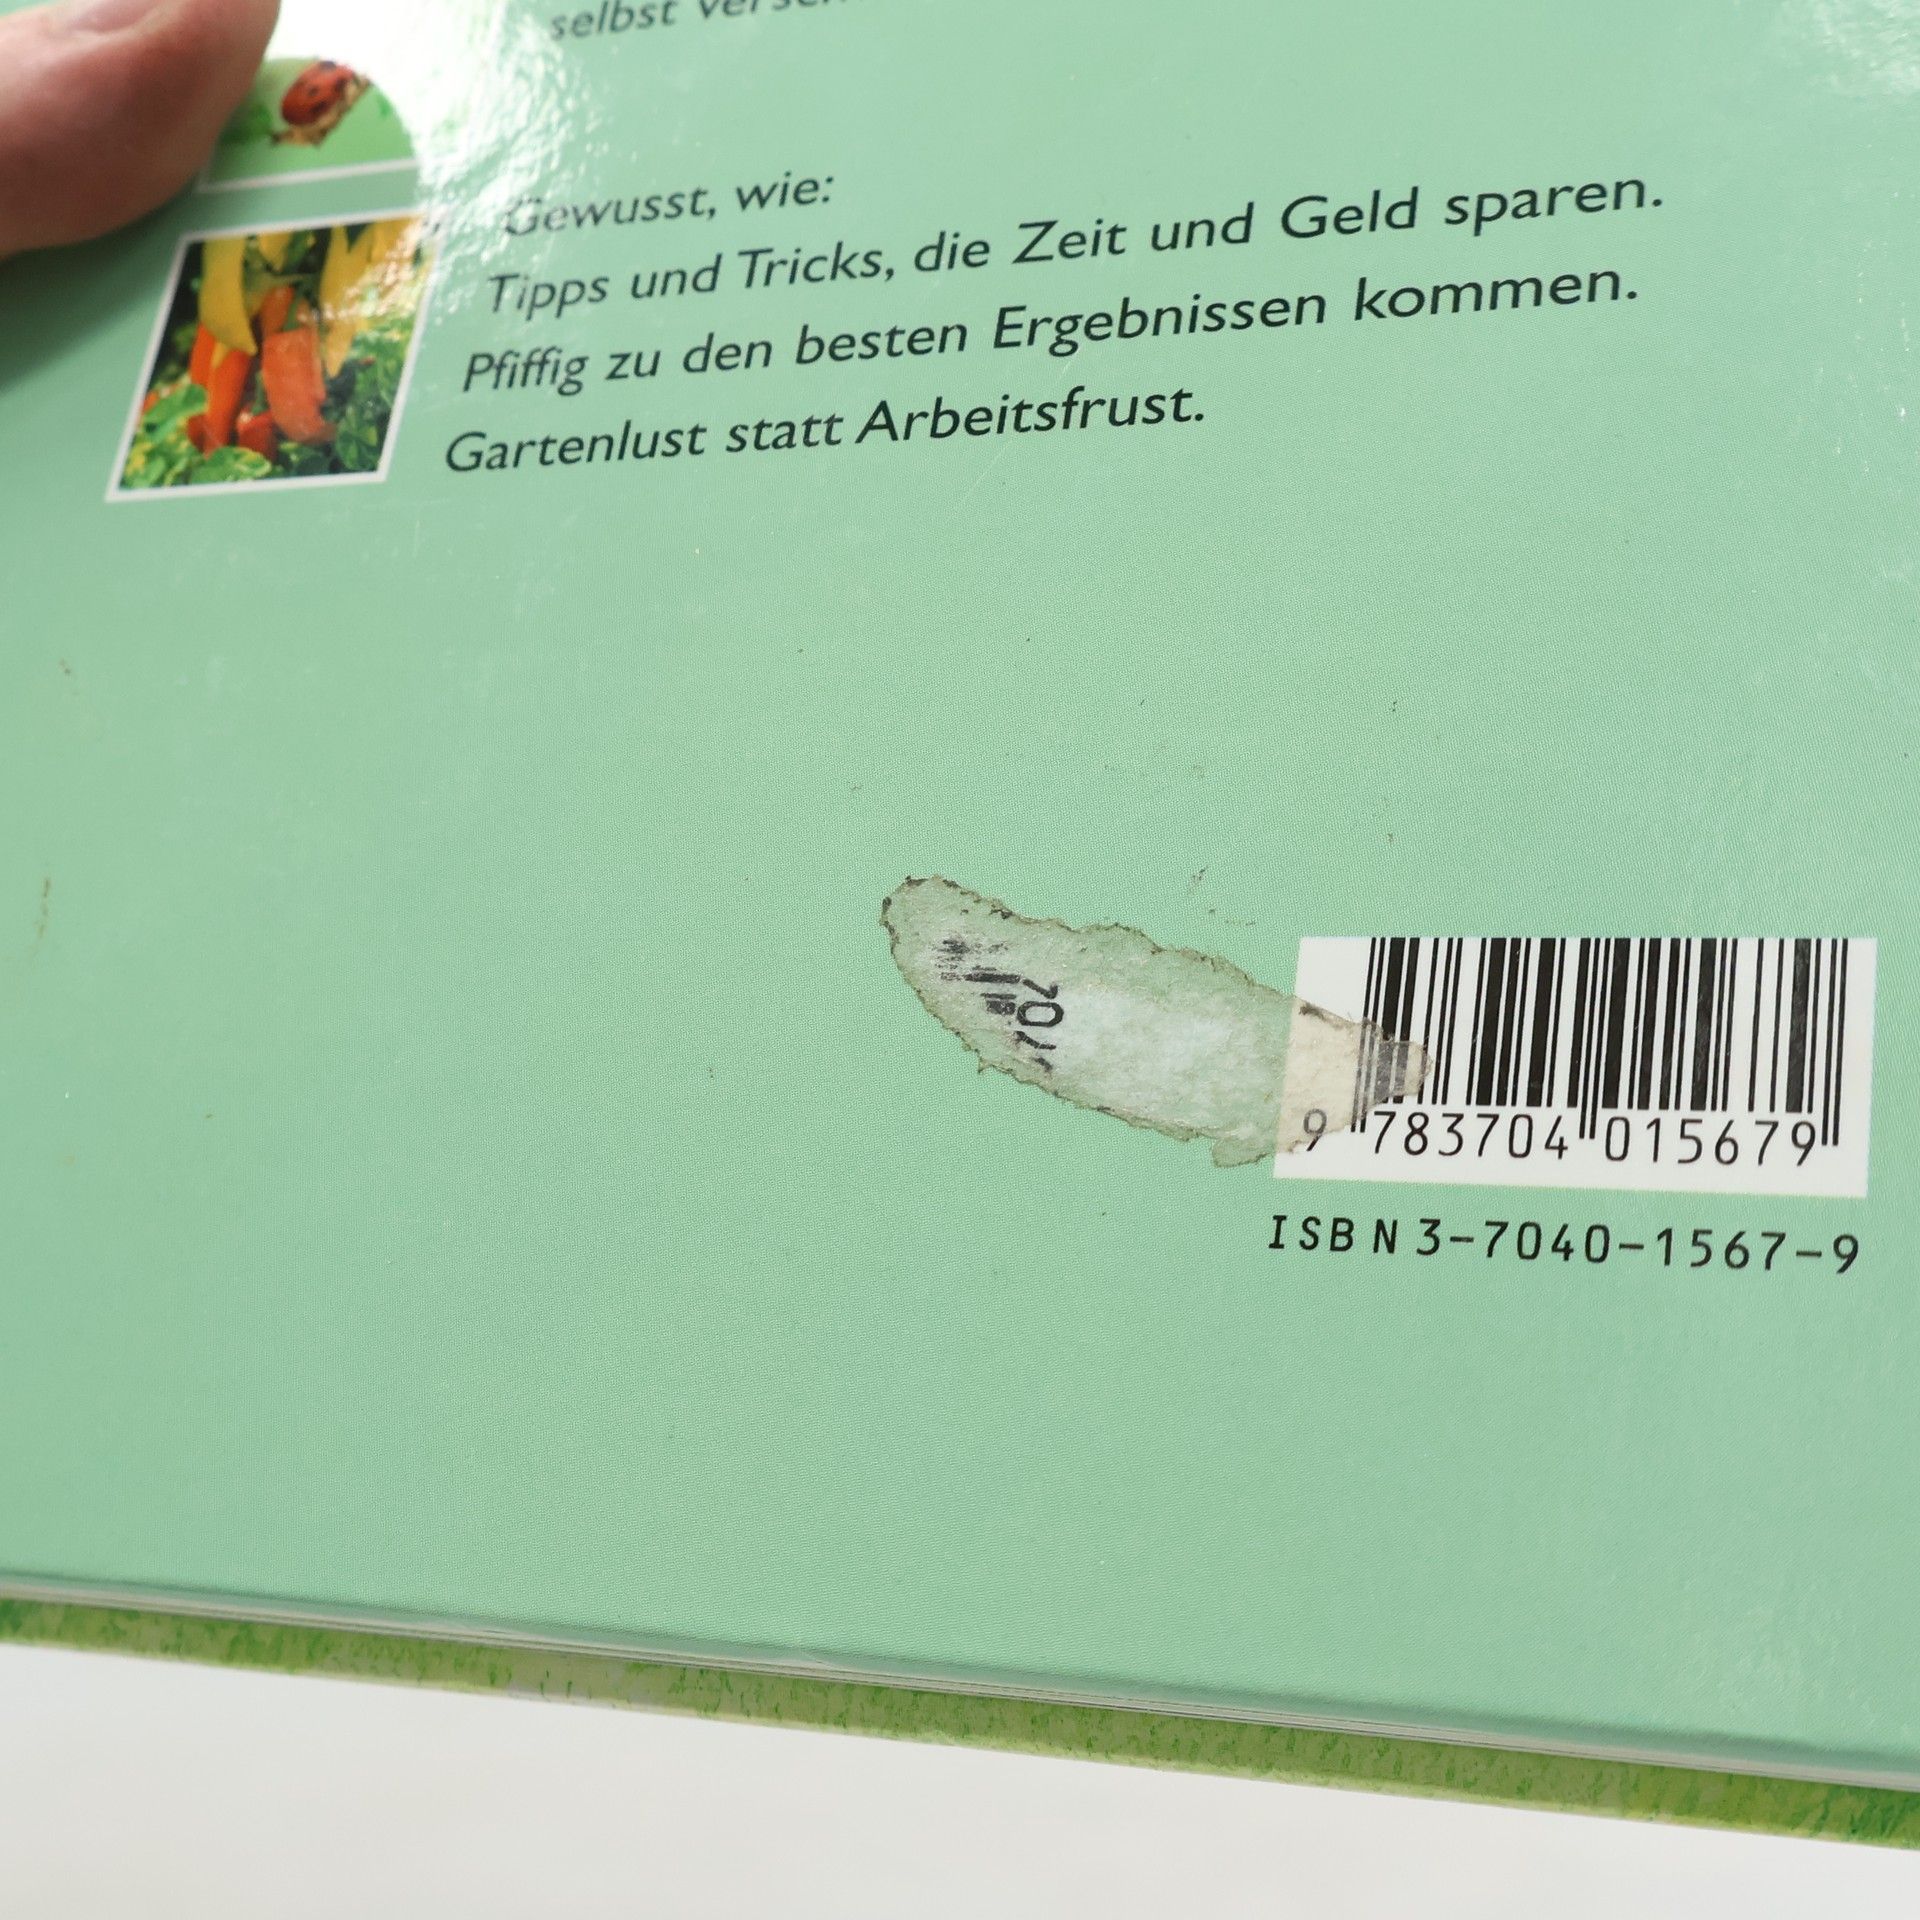 selbst
Gewusst, wie:
Tipps und Tricks, die Zeit und Geld sparen.
Pfiffig zu den besten Ergebnissen kommen.
Gartenlust statt Arbeitsfrust.
9 783704 015679
ISBN 3-7040-1567-9